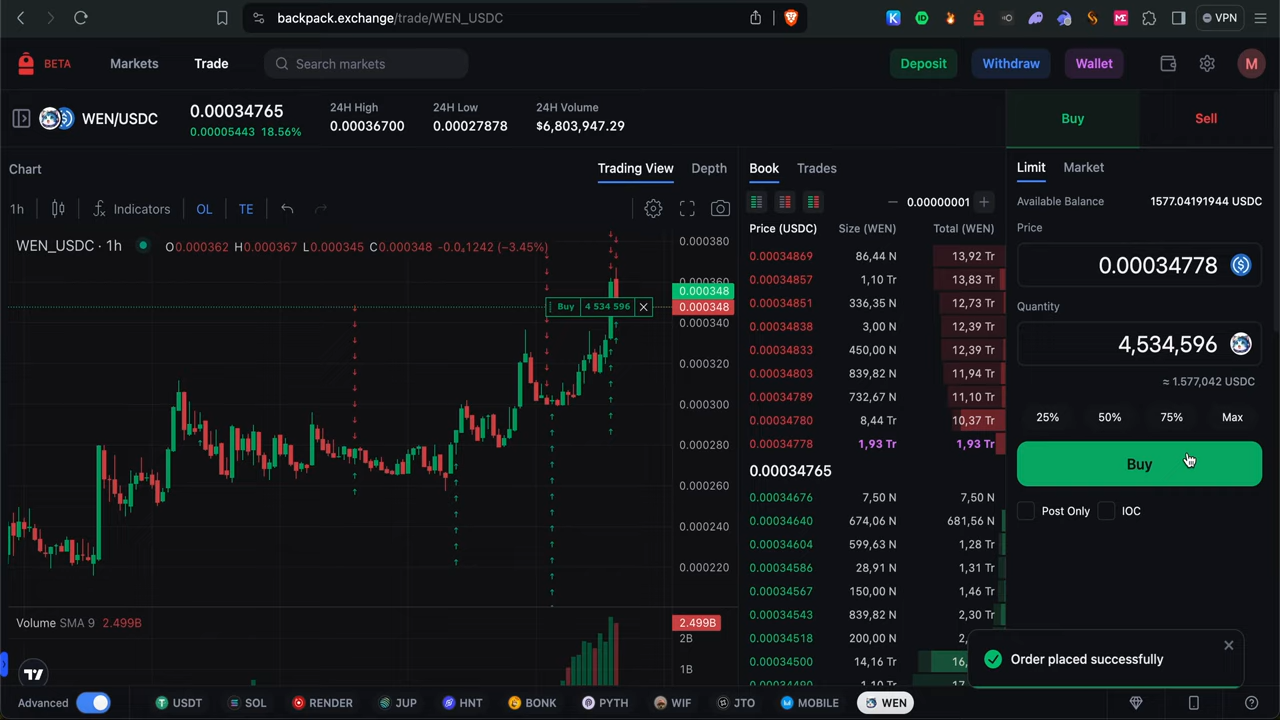 backpack.exchange/trade/WEN_USDC
VPN
BETA
Markets
Trade
Search markets
Deposit
Withdraw
Wallet
M
WEN/USDC
0.00034765
0.00005443 18.56%
24H High
0.00036700
24H Low
0.00027878
24H Volume
$6,803,947.29
Buy
Sell
Chart
Trading View
Depth
Book
Trades
Limit
Market
1h
Indicators
OL
TE
0.00000001
Available Balance
1577.04191944 USDC
Price (USDC)
Size (WEN)
Total (WEN)
Price
0.00034778
Quantity
4,534,596
≈ 1.577,042 USDC
25%
50%
75%
Max
Buy
Post Only
IOC
WEN_USDC · 1h
O0.000362 H0.000367 L0.000345 C0.000348 -0.0₄1242 (−3.45%)
Buy 4 534 596
0.000380
0.000360
0.000348
0.000348
0.000340
0.000320
0.000300
0.000280
0.000260
0.000240
0.000220
0.00034869 86,44 N 13,92 Tr
0.00034857 1,10 Tr 13,83 Tr
0.00034851 336,35 N 12,73 Tr
0.00034838 3,00 N 12,39 Tr
0.00034833 450,00 N 12,39 Tr
0.00034803 839,82 N 11,94 Tr
0.00034789 732,67 N 11,10 Tr
0.00034780 8,44 Tr 10,37 Tr
0.00034778 1,93 Tr 1,93 Tr
0.00034765
0.00034676 7,50 N 7,50 N
0.00034640 674,06 N 681,56 N
0.00034604 599,63 N 1,28 Tr
0.00034586 28,91 N 1,31 Tr
0.00034567 150,00 N 1,46 Tr
0.00034543 839,82 N 2,30 Tr
0.00034518 200,00 N 2,
0.00034500 14,16 Tr 16,
Volume SMA 9 2.499B
2.499B
2B
1B
Order placed successfully
Advanced
USDT
SOL
RENDER
JUP
HNT
BONK
PYTH
WIF
JTO
MOBILE
WEN